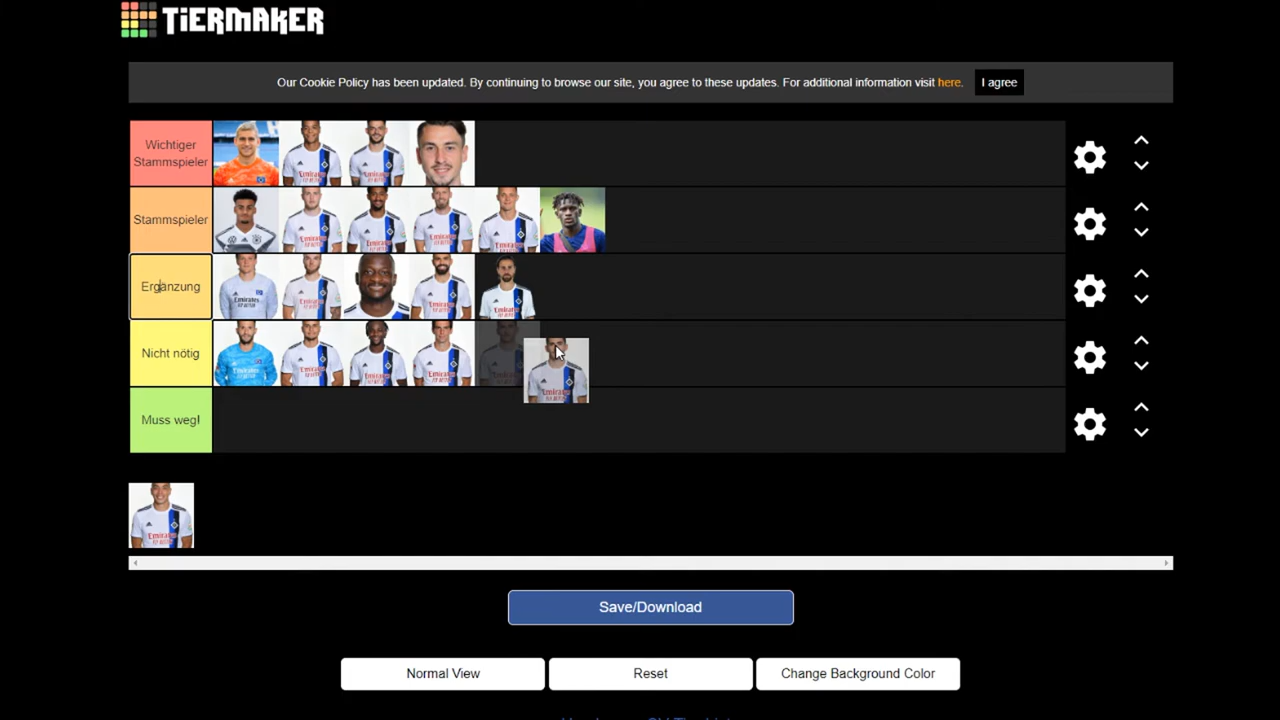 TiERMAKER
Our Cookie Policy has been updated. By continuing to browse our site, you agree to these updates. For additional information visit here.
I agree
Wichtiger
Stammspieler
Stammspieler
Ergänzung
Nicht nötig
Muss weg!
Save/Download
Normal View
Reset
Change Background Color